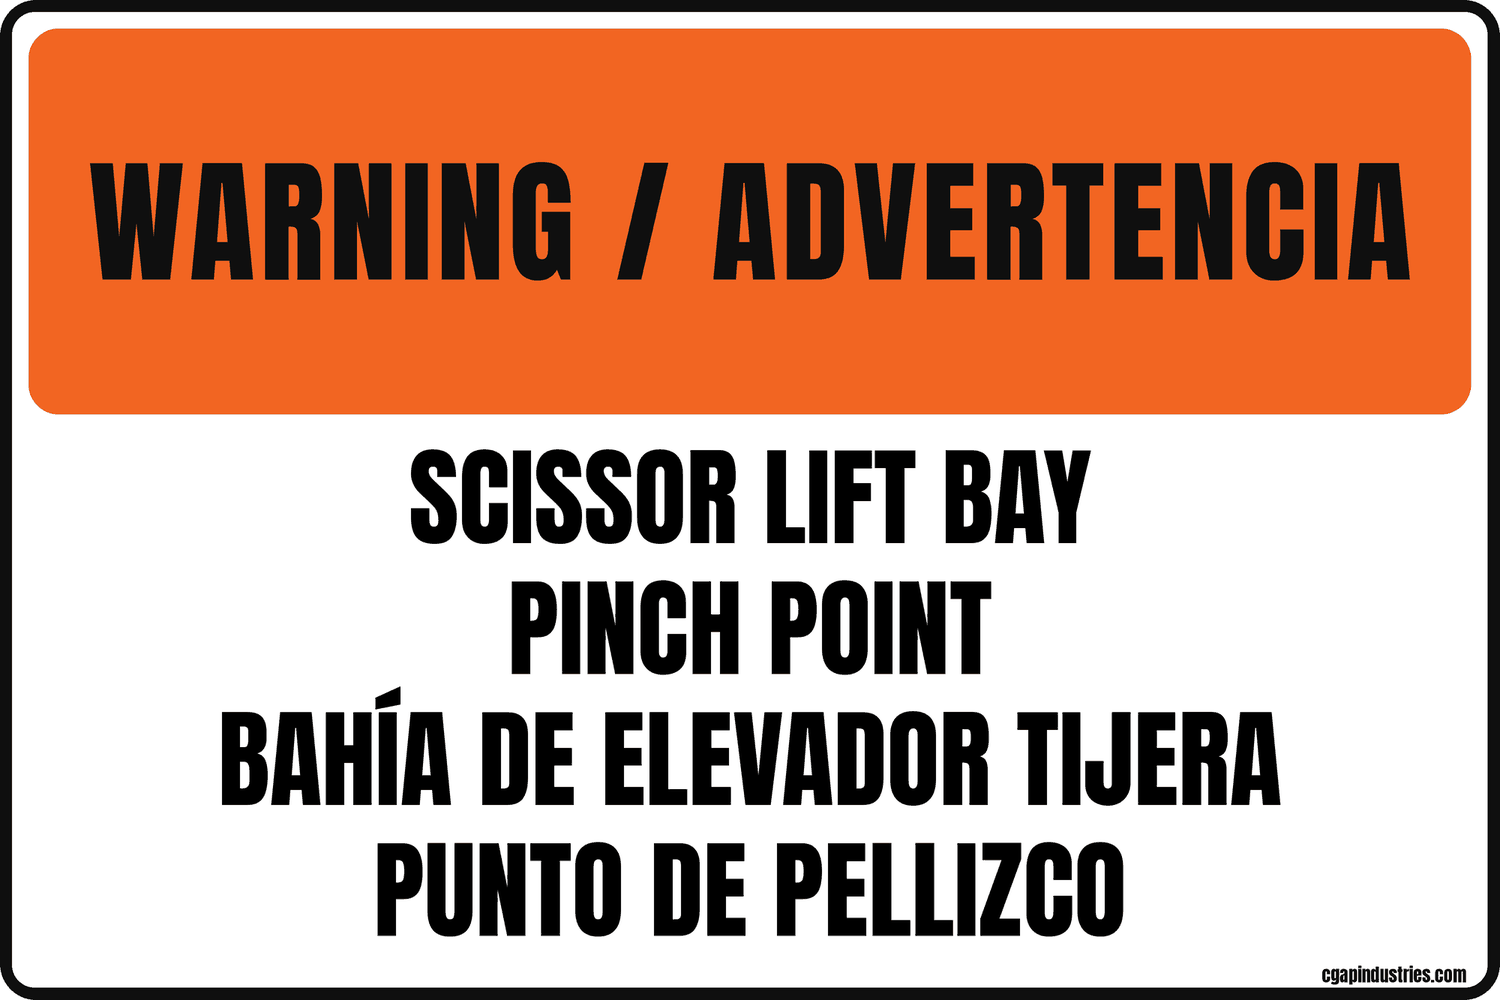 WARNING / ADVERTENCIA
SCISSOR LIFT BAY
PINCH POINT
BAHÍA DE ELEVADOR TIJERA
PUNTO DE PELLIZCO
cgapindustries.com